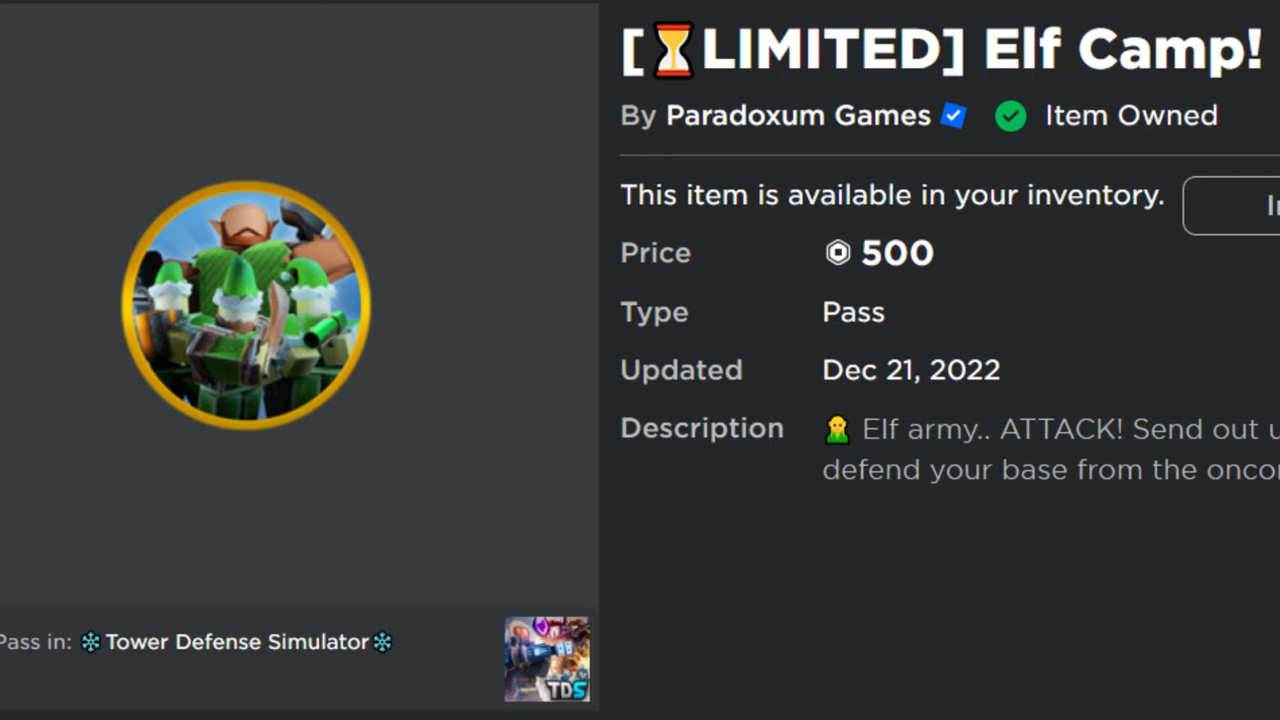 [⏳LIMITED] Elf Camp!
By Paradoxum Games Item Owned
This item is available in your inventory.
Price 500
Type Pass
Updated Dec 21, 2022
Description Elf army.. ATTACK! Send out
defend your base from the
Pass in: ❄Tower Defense Simulator❄
TDS